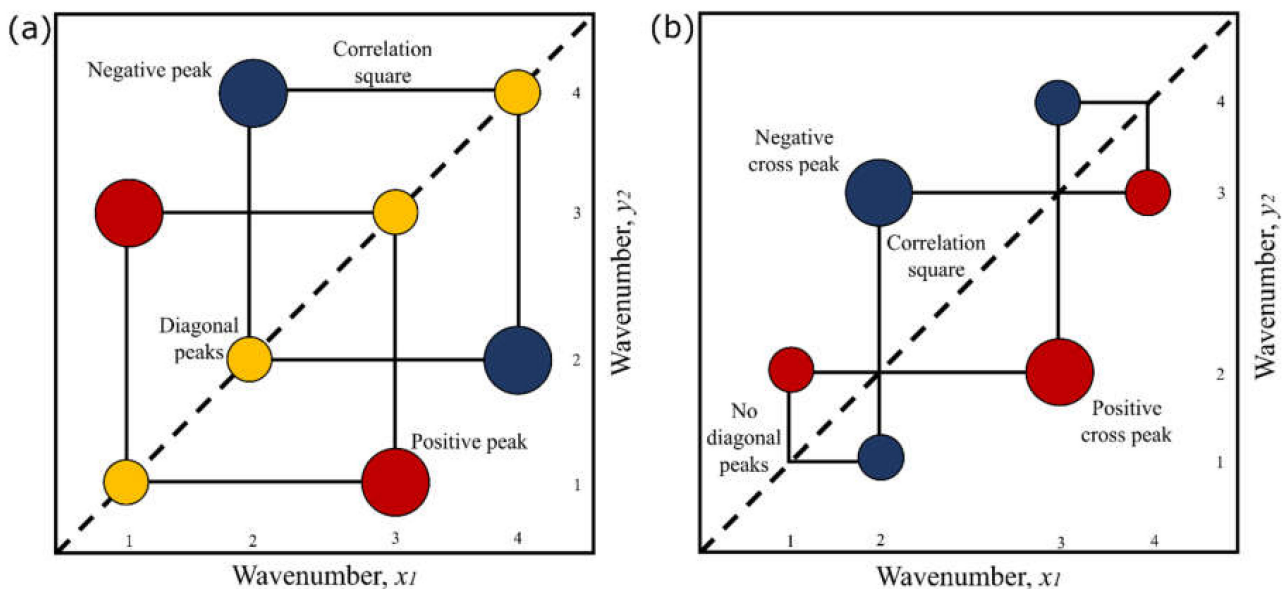 (a)
Negative peak
Correlation
square
4
3
Diagonal
peaks
2
Positive peak
1
1 2 3 4
Wavenumber, x1
Wavenumber, y2
(b)
4
Negative
cross peak
3
Correlation
square
2
No
diagonal
peaks
Positive
cross peak
1
1 2 3 4
Wavenumber, x1
Wavenumber, y2